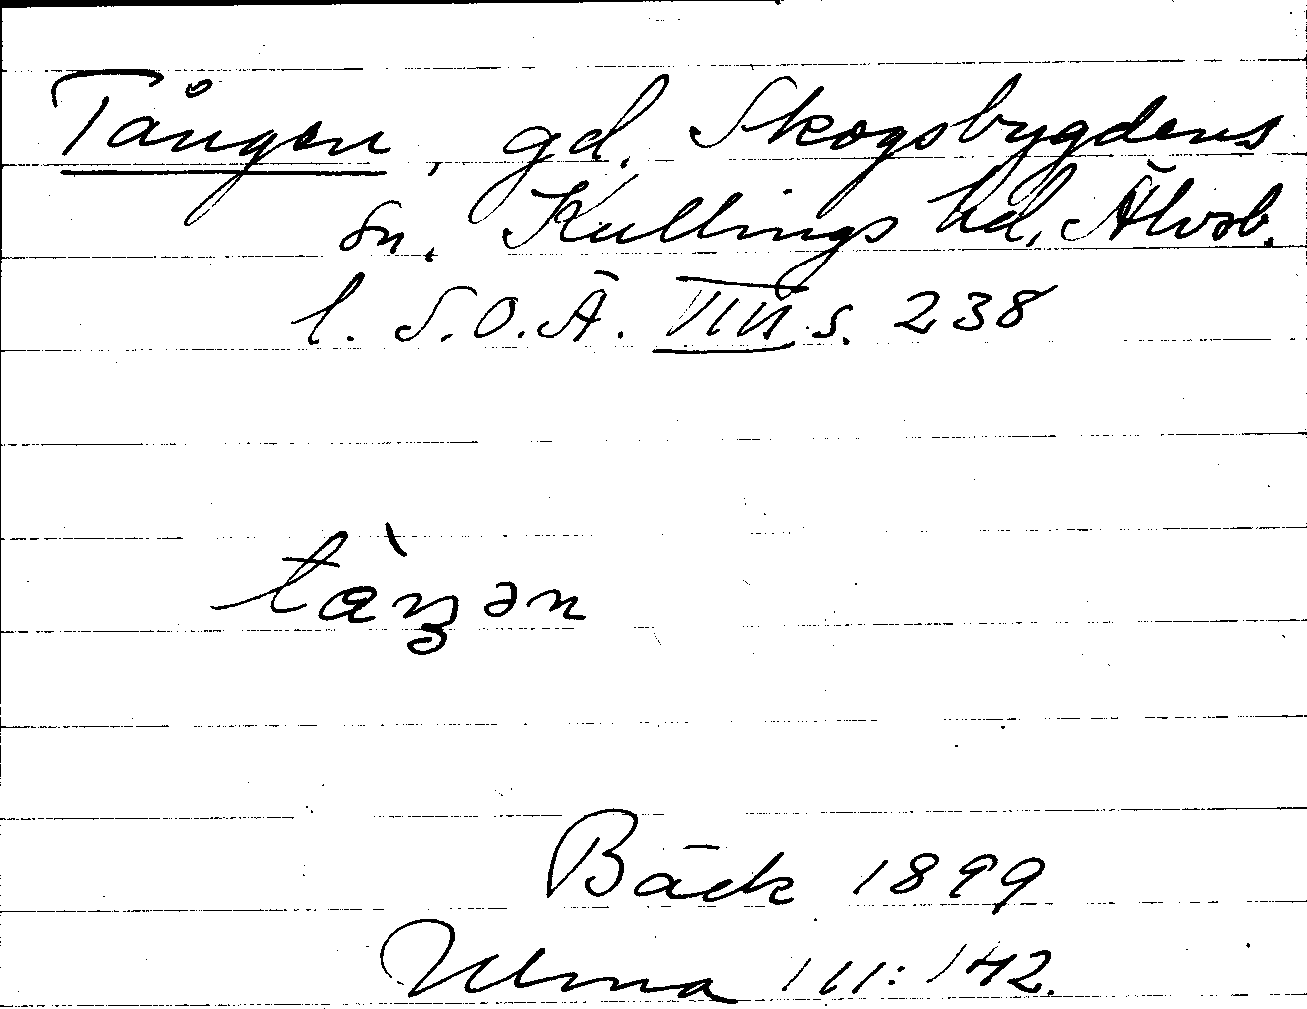 Tången, gd. Skogsbygdens
sn. Kullings hd, Älvsb.
l. S.O.Ä. VIII s. 238
tàŋən
Bäck 1899
Ulma 111:142.